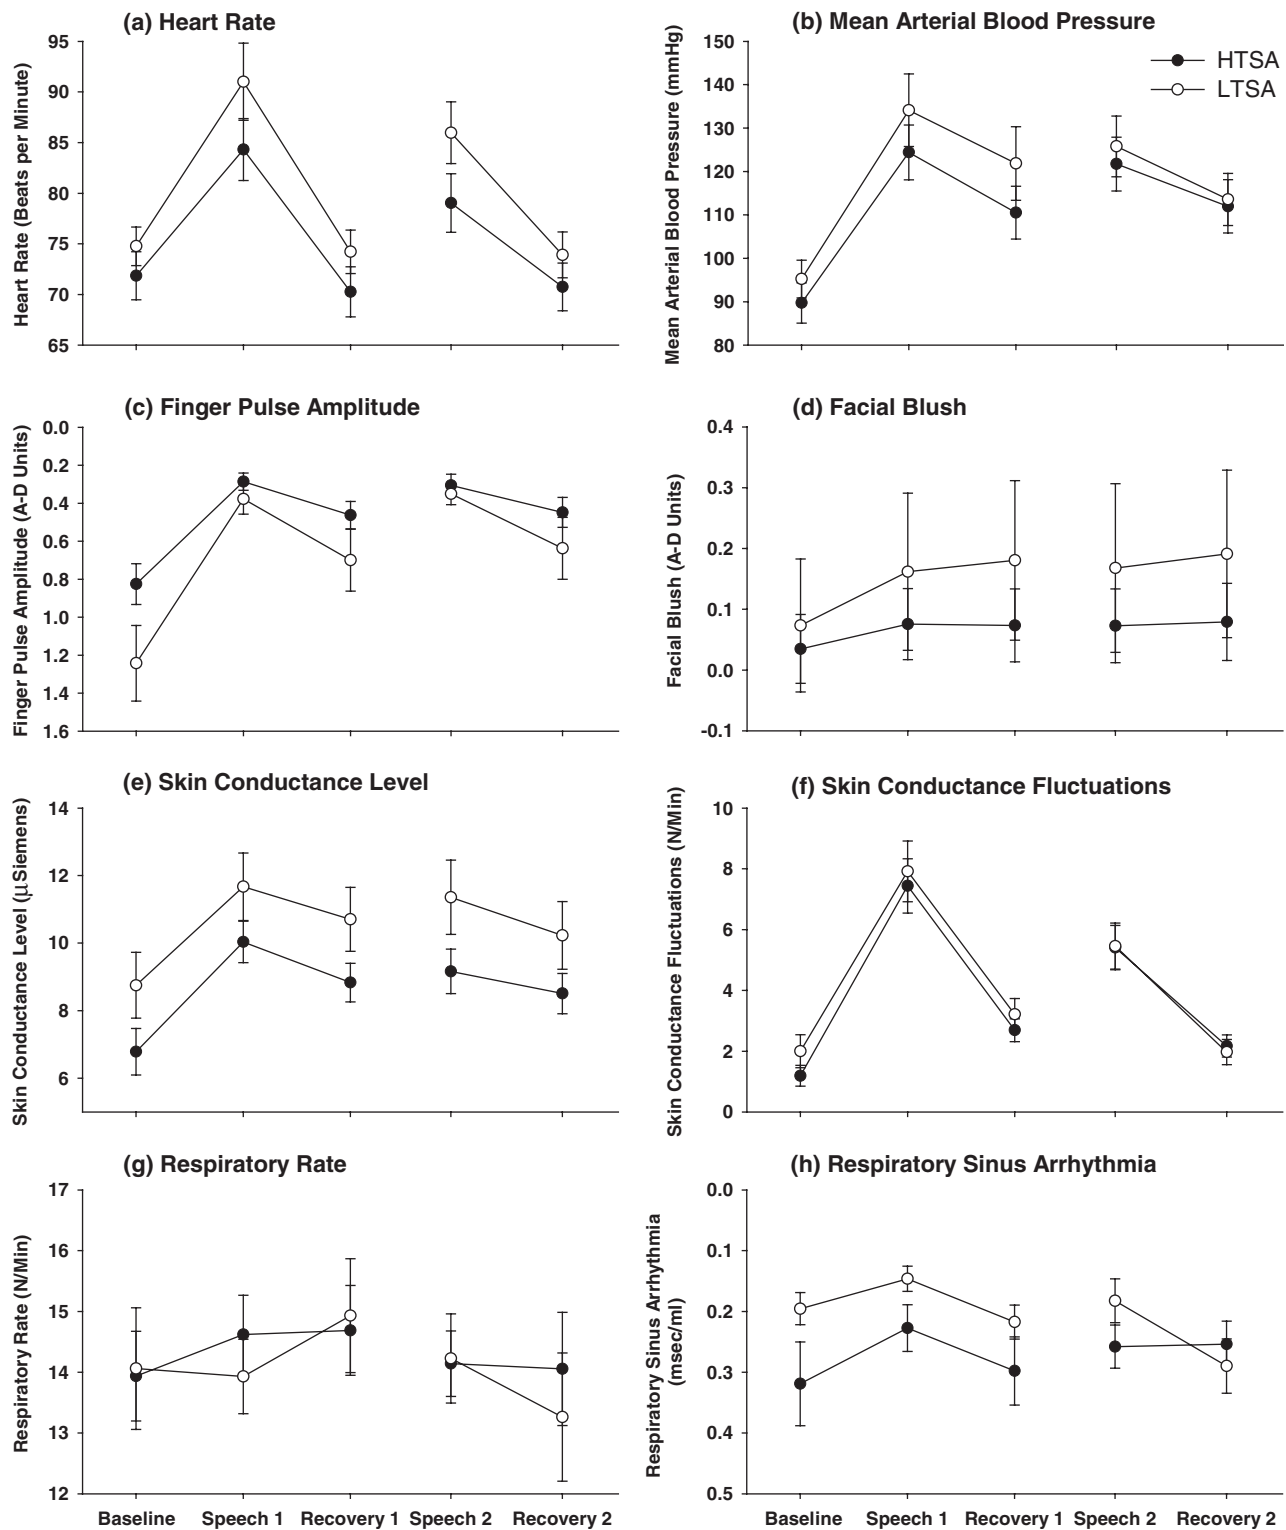 (a) Heart Rate
Heart Rate (Beats per Minute)
95
90
85
80
75
70
65
(b) Mean Arterial Blood Pressure
Mean Arterial Blood Pressure (mmHg)
150
140
130
120
110
100
90
80
HTSA
LTSA
(c) Finger Pulse Amplitude
Finger Pulse Amplitude (A-D Units)
0.0
0.2
0.4
0.6
0.8
1.0
1.2
1.4
1.6
(d) Facial Blush
Facial Blush (A-D Units)
0.4
0.3
0.2
0.1
0.0
-0.1
(e) Skin Conductance Level
Skin Conductance Level (μSiemens)
14
12
10
8
6
(f) Skin Conductance Fluctuations
Skin Conductance Fluctuations (N/Min)
10
8
6
4
2
0
(g) Respiratory Rate
Respiratory Rate (N/Min)
17
16
15
14
13
12
Baseline Speech 1 Recovery 1 Speech 2 Recovery 2
(h) Respiratory Sinus Arrhythmia
Respiratory Sinus Arrhythmia
(msec/ml)
0.0
0.1
0.2
0.3
0.4
0.5
Baseline Speech 1 Recovery 1 Speech 2 Recovery 2